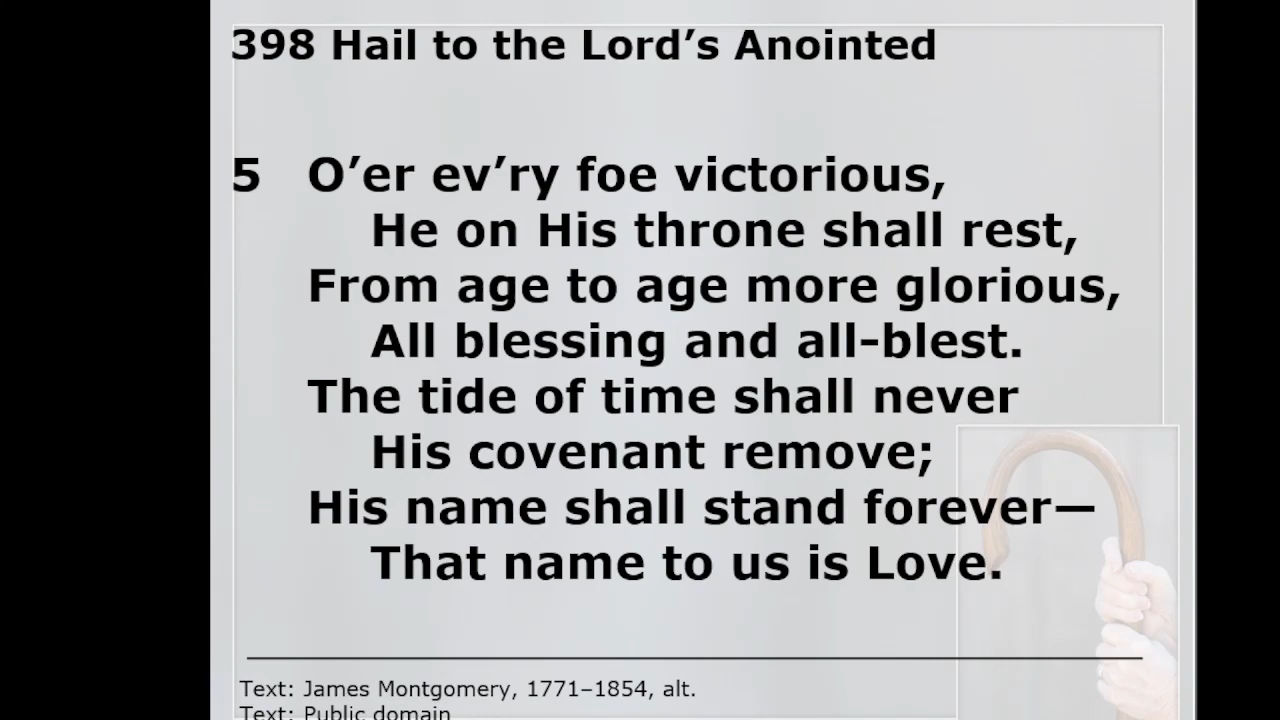 398 Hail to the Lord’s Anointed
5 O’er ev’ry foe victorious,
He on His throne shall rest,
From age to age more glorious,
All blessing and all-blest.
The tide of time shall never
His covenant remove;
His name shall stand forever—
That name to us is Love.
Text: James Montgomery, 1771–1854, alt.
Text: Public domain